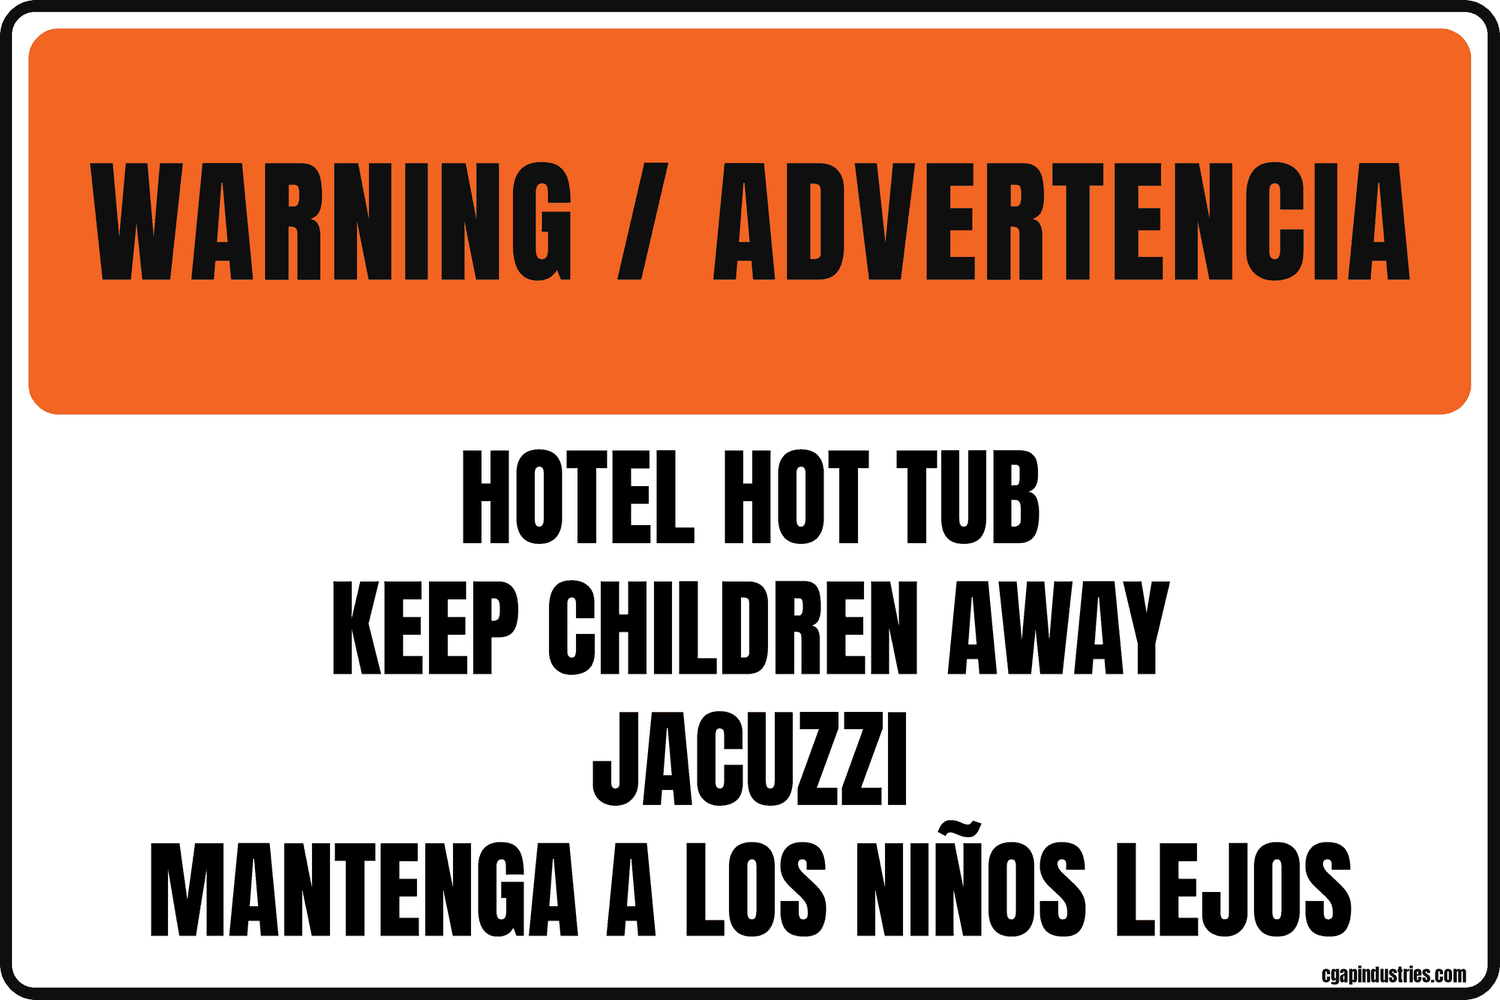 WARNING / ADVERTENCIA
HOTEL HOT TUB
KEEP CHILDREN AWAY
JACUZZI
MANTENGA A LOS NIÑOS LEJOS
cgapindustries.com